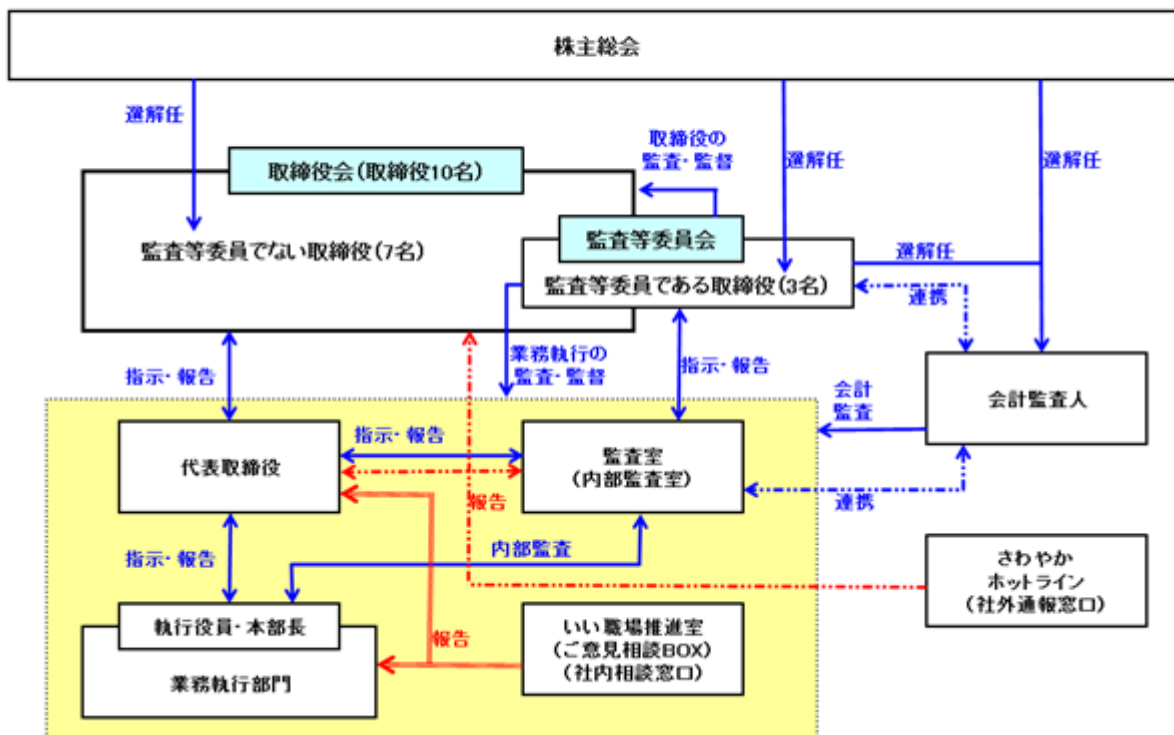 株主総会
選解任
取締役の
監査・監督
選解任
選解任
取締役会(取締役10名)
監査等委員会
監査等委員でない取締役(7名)
選解任
監査等委員である取締役(3名)
連携
業務執行の
監査・監督
指示・報告
指示・報告
会計
監査
会計監査人
指示・報告
代表取締役
監査室
(内部監査室)
報告
連携
内部監査
指示・報告
さわやか
ホットライン
(社外通報窓口)
執行役員・本部長
報告
いい職場推進室
(ご意見相談BOX)
(社内相談窓口)
業務執行部門